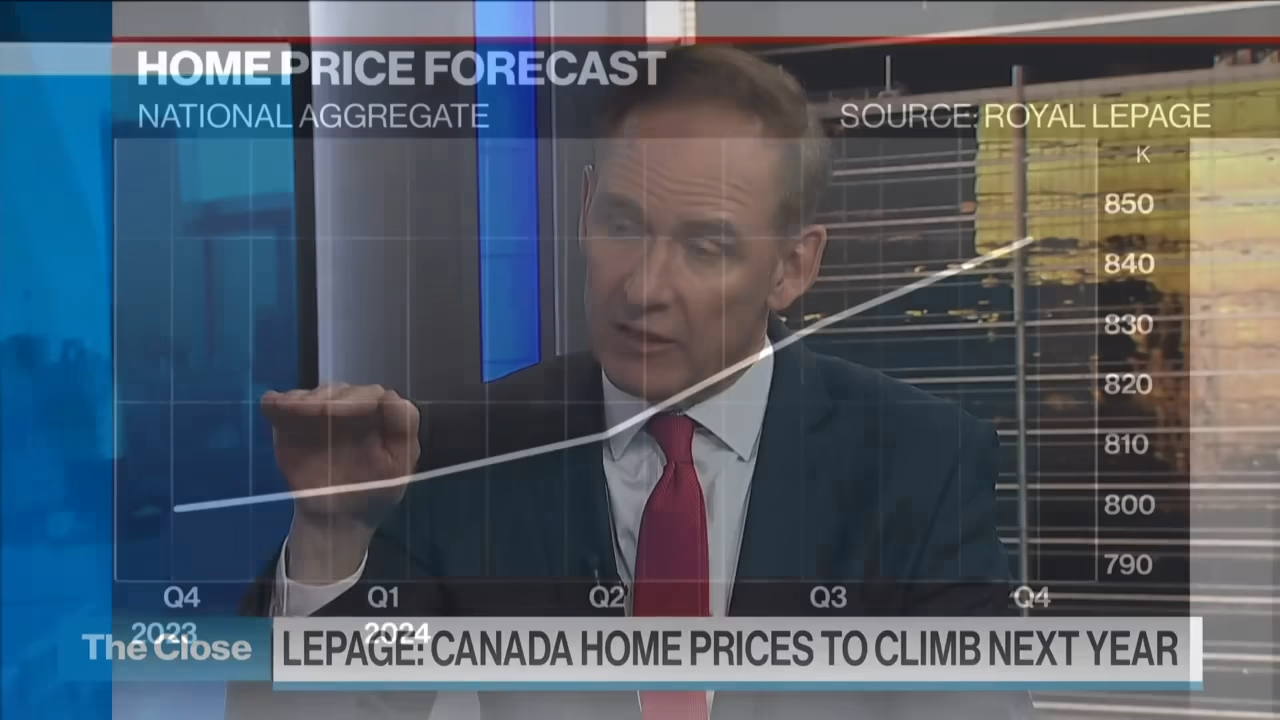 HOME PRICE FORECAST
NATIONAL AGGREGATE
SOURCE: ROYAL LEPAGE
K
850
840
830
820
810
800
790
Q4 Q1 Q2 Q3 Q4
2023 2024
The Close
LEPAGE: CANADA HOME PRICES TO CLIMB NEXT YEAR